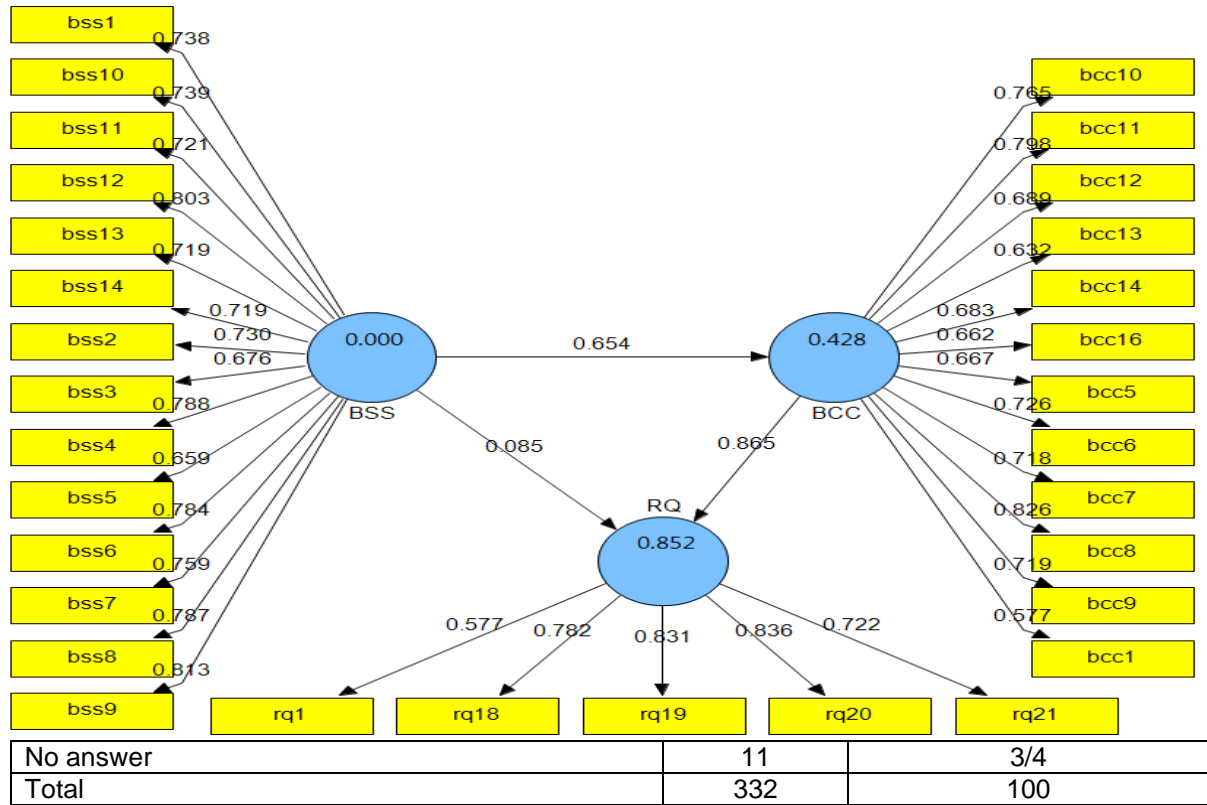 bss1
0.738
bss10
0.739
bss11
0.721
bss12
0.803
bss13
0.719
bss14
0.719
bss2
0.730
bss3
0.676
bss4
0.788
bss5
0.659
bss6
0.784
bss7
0.759
bss8
0.787
bss9
0.813
0.000
BSS
0.654
0.085
0.428
BCC
0.865
RQ
0.852
bcc10
0.765
bcc11
0.798
bcc12
0.689
bcc13
0.632
bcc14
0.683
bcc16
0.662
bcc5
0.667
bcc6
0.726
bcc7
0.718
bcc8
0.826
bcc9
0.719
bcc1
0.577
0.577 0.782 0.831 0.836 0.722
rq1 rq18 rq19 rq20 rq21
No answer 11 3/4
Total 332 100